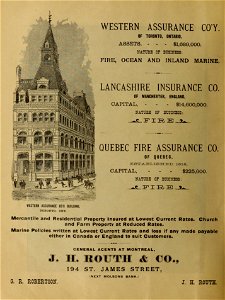 WESTERN ASSURANCE CO'Y.
OF TORONTO, ONTARIO.
ASSETS, - - - $1,680,000.
NATURE OF BUSINESS:
FIRE, OCEAN AND INLAND MARINE.
LANCASHIRE INSURANCE CO.
OF MANCHESTER, ENGLAND.
CAPITAL, - - - $14,600,000.
NATURE OF BUSINESS:
FIRE.
QUEBEC FIRE ASSURANCE CO.
OF QUEBEC.
ESTABLISHED
CAPITAL, - - - $225,000.
NATURE OF BUSINESS:
FIRE.
WESTERN ASSURANCE CO'S BUILDING,
TORONTO, ONT.
Mercantile and Residential Property Insured at Lowest Current Rates. Church
and Farm Property at Reduced Rates.
Marine Policies written at Lowest Current Rates and loss if any made payable
either in Canada or England to suit Customers.
GENERAL AGENTS AT MONTREAL,
J. H. ROUTH & CO.,
194 ST. JAMES STREET,
NEXT MOLSONS BANK.
G. R. ROBERTSON. J. H. ROUTH.